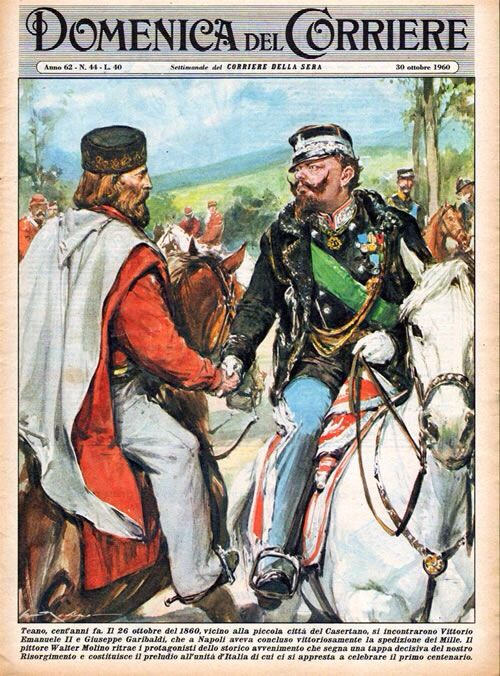 DOMENICA DEL CORRIERE
Anno 62 - N. 44 - L. 40
Settimanale del CORRIERE DELLA SERA
30 ottobre 1960
Teano, cent'anni fa. Il 26 ottobre del 1860, vicino alla piccola città del Casertano, si incontrarono Vittorio
Emanuele II e Giuseppe Garibaldi, che a Napoli aveva concluso vittoriosamente la spedizione dei Mille. Il
pittore Walter Molino ritrae i protagonisti dello storico avvenimento che segna una tappa decisiva del nostro
Risorgimento e costituisce il preludio all'unità d'Italia di cui ci si appresta a celebrare il primo centenario.